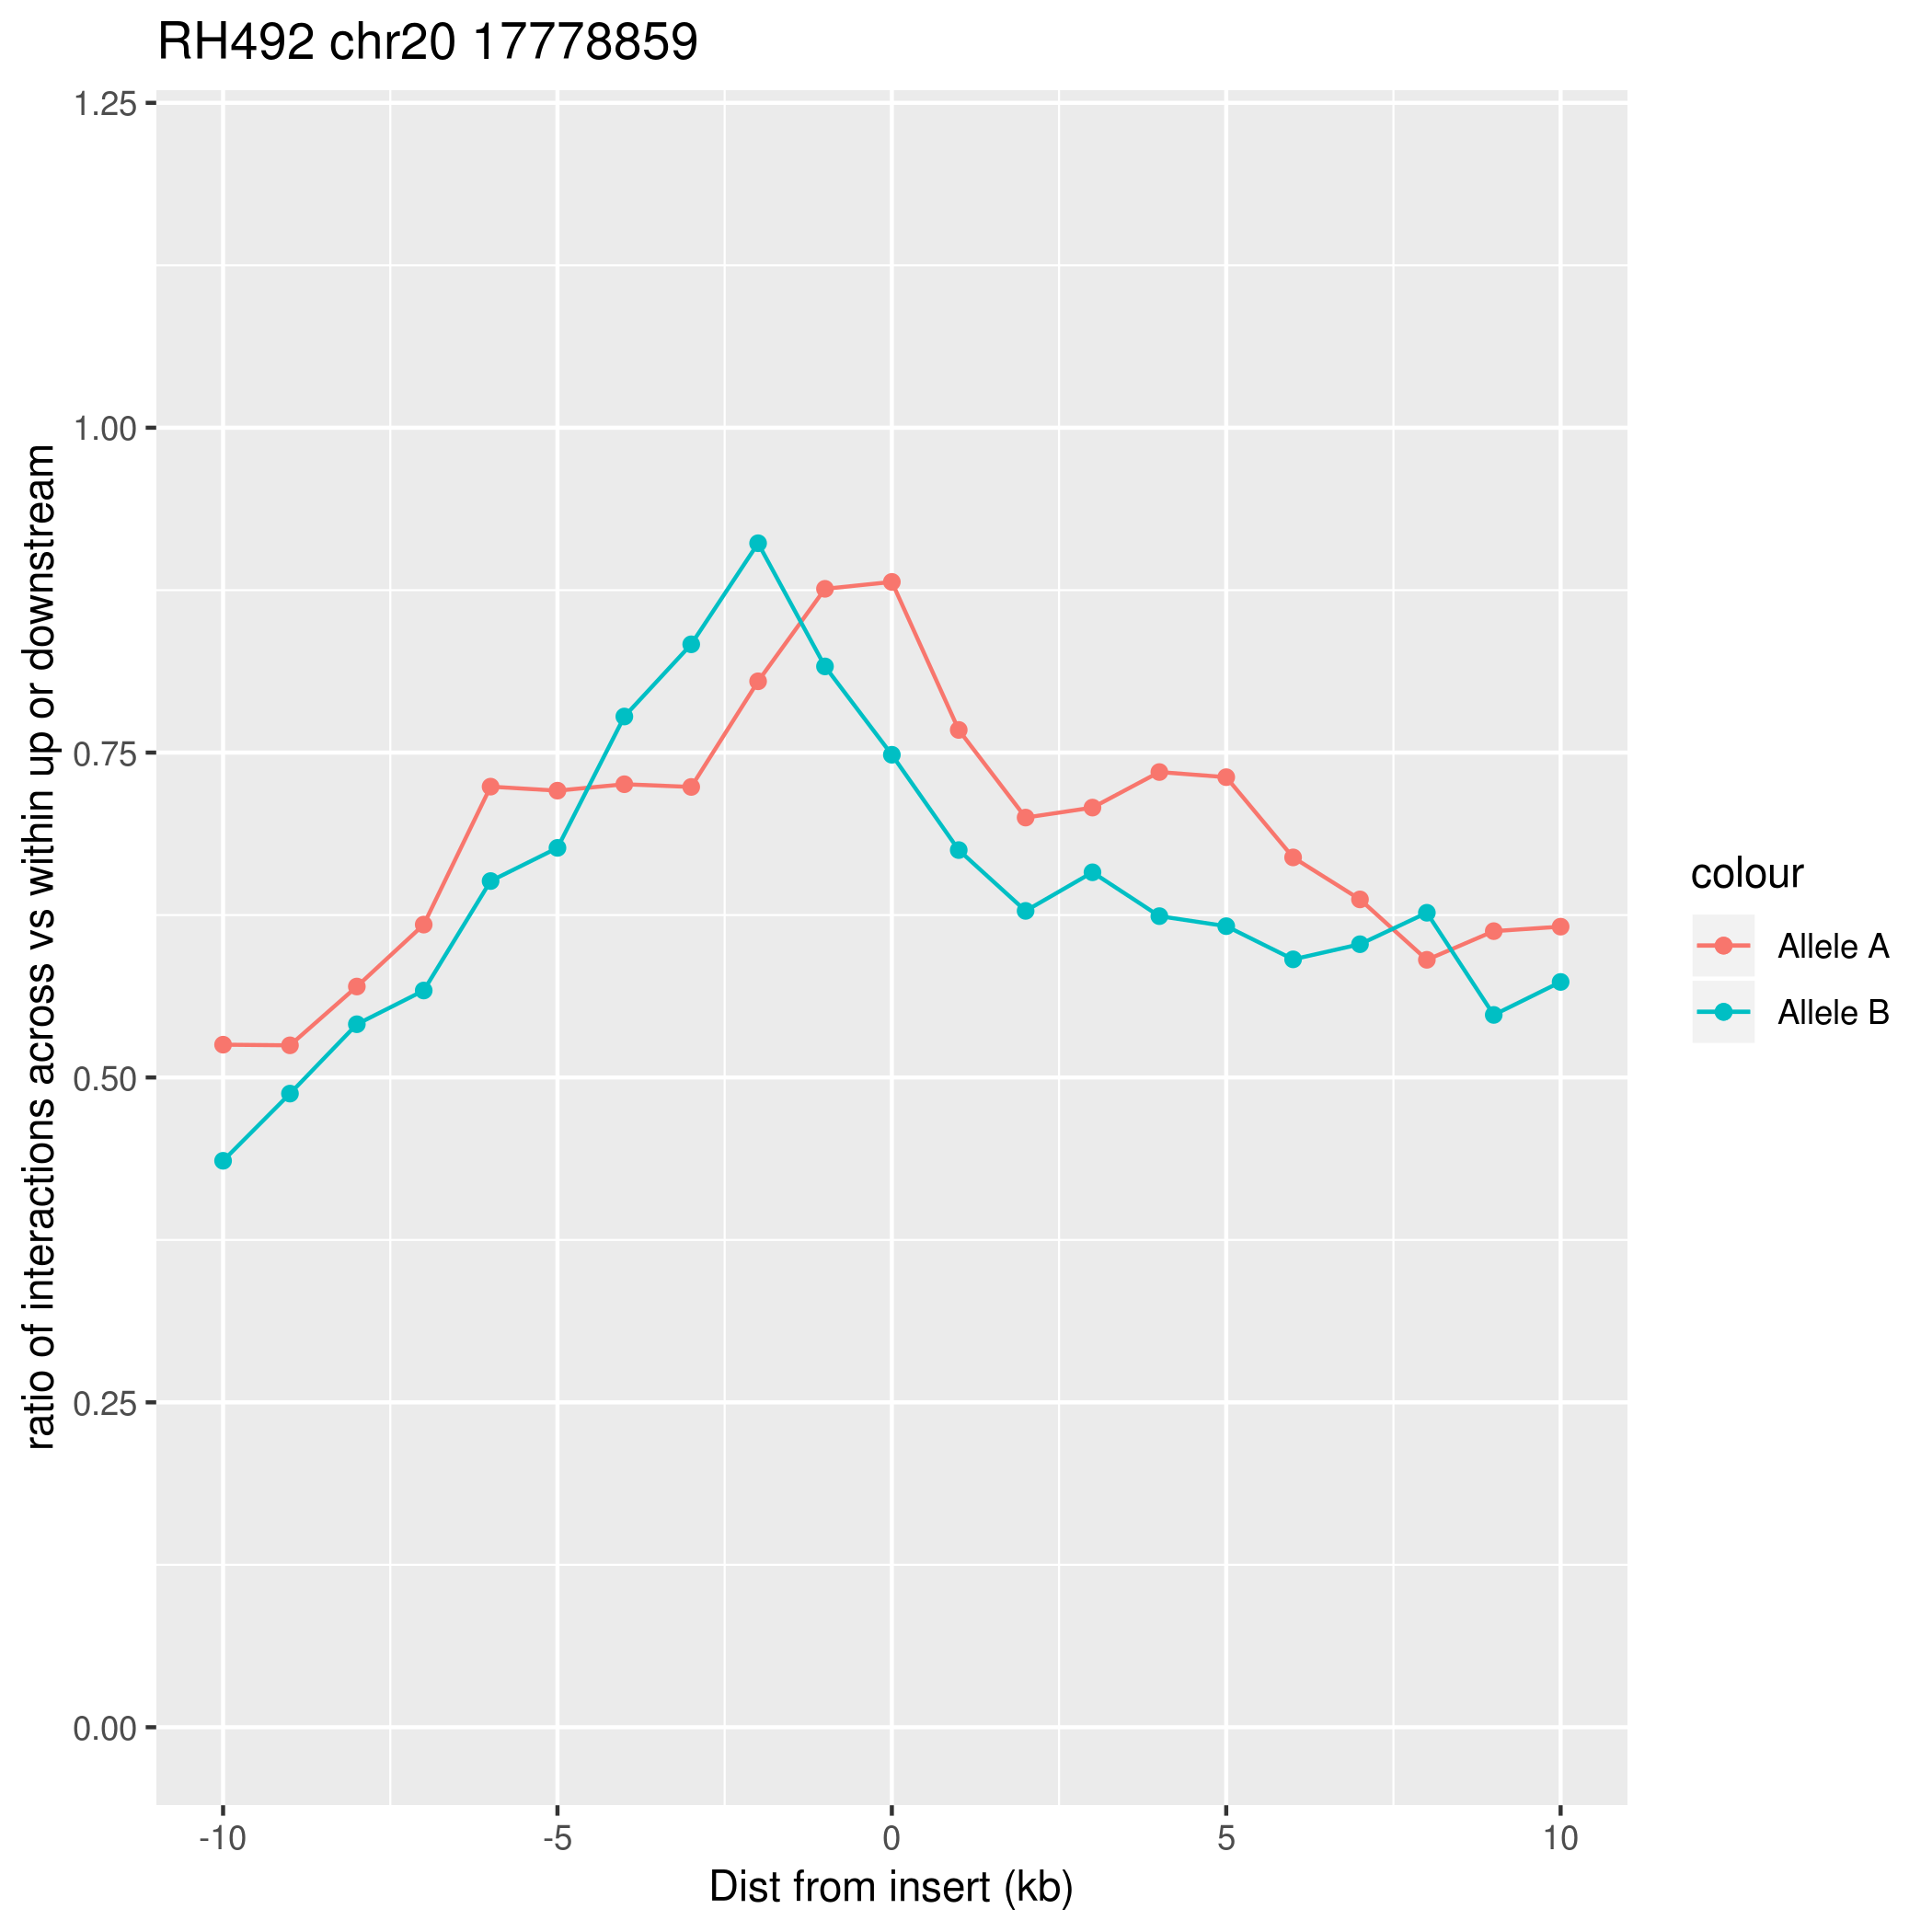 RH492 chr20 17778859
1.25
1.00
0.75
0.50
0.25
0.00
ratio of interactions across vs within up or downstream
-10
-5
0
5
10
Dist from insert (kb)
colour
Allele A
Allele B